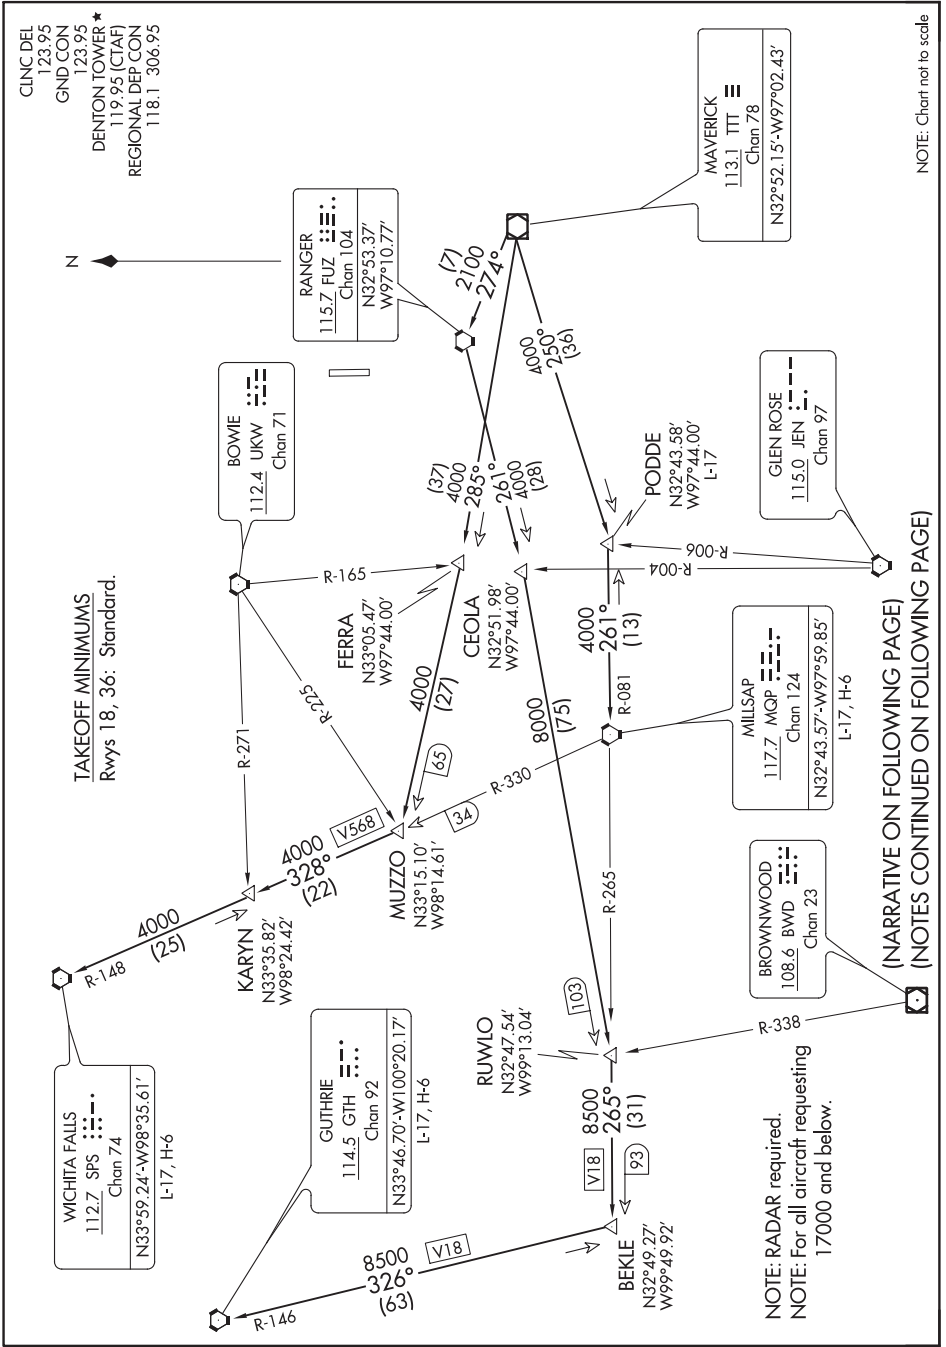 CLNC DEL
123.95
GND CON
123.95
DENTON TOWER ★
119.95 (CTAF)
REGIONAL DEP CON
118.1 306.95
TAKEOFF MINIMUMS
Rwys 18, 36: Standard.
N
WICHITA FALLS
112.7 SPS
Chan 74
N33°59.24'-W98°35.61'
L-17, H-6
R-148
4000
(25)
KARYN
N33°35.82'
W98°24.42'
R-271
4000
328°
(22)
V568
MUZZO
N33°15.10'
W98°14.61'
R-225
BOWIE
112.4 UKW
Chan 71
R-165
FERRA
N33°05.47'
W97°44.00'
4000
(27)
65
34
R-330
RANGER
115.7 FUZ
Chan 104
N32°53.37'
W97°10.77'
(7)
2100
274°
(37)
4000
285°
261°
4000
(28)
4000
250°
(36)
MAVERICK
113.1 TTT
Chan 78
N32°52.15'-W97°02.43'
CEOLA
N32°51.98'
W97°44.00'
8000
(75)
PODDE
N32°43.58'
W97°44.00'
L-17
4000
261°
(13)
R-081
R-006
R-004
GLEN ROSE
115.0 JEN
Chan 97
MILLSAP
117.7 MQP
Chan 124
N32°43.57'-W97°59.85'
L-17, H-6
R-265
103
RUWLO
N32°47.54'
W99°13.04'
8500
265°
(31)
V18
93
R-338
BROWNWOOD
108.6 BWD
Chan 23
BEKLE
N32°49.27'
W99°49.92'
8500
326°
(63)
V18
R-146
GUTHRIE
114.5 GTH
Chan 92
N33°46.70'-W100°20.17'
L-17, H-6
NOTE: RADAR required.
NOTE: For all aircraft requesting
17000 and below.
(NARRATIVE ON FOLLOWING PAGE)
(NOTES CONTINUED ON FOLLOWING PAGE)
NOTE: Chart not to scale